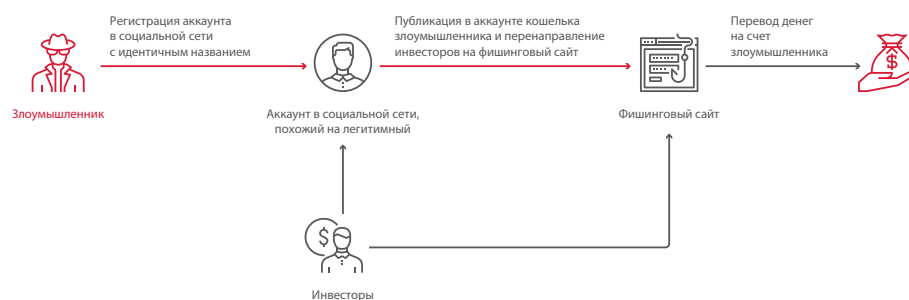 Регистрация аккаунта
в социальной сети
с идентичным названием
Публикация в аккаунте кошелька
злоумышленника и перенаправление
инвесторов на фишинговый сайт
Перевод денег
на счет
злоумышленника
Злоумышленник
Аккаунт в социальной сети,
похожий на легитимный
Фишинговый сайт
Инвесторы